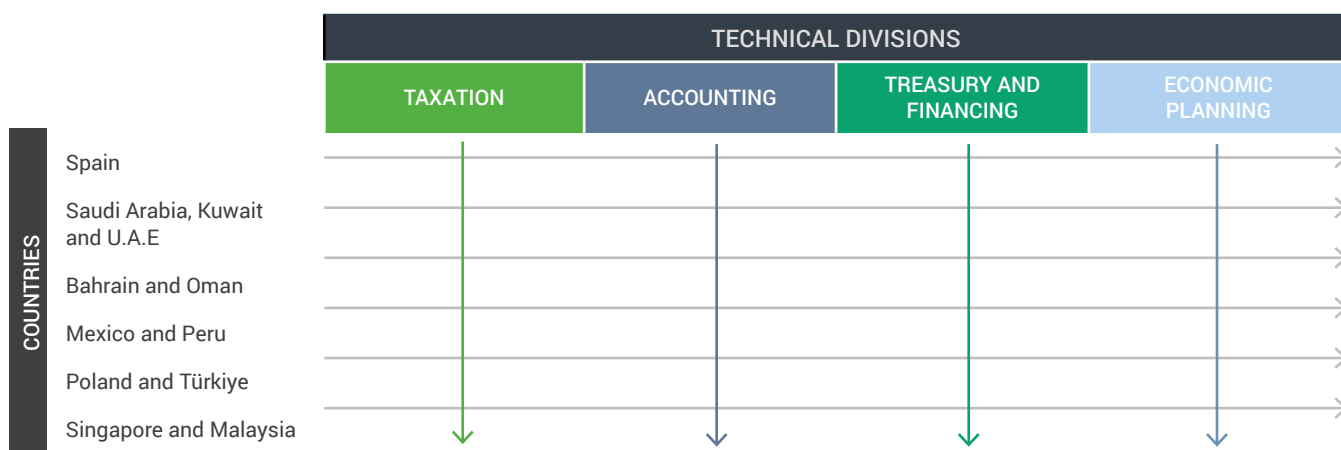 TECHNICAL DIVISIONS
TAXATION
ACCOUNTING
TREASURY AND
FINANCING
ECONOMIC
PLANNING
COUNTRIES
Spain
Saudi Arabia, Kuwait
and U.A.E
Bahrain and Oman
Mexico and Peru
Poland and Türkiye
Singapore and Malaysia